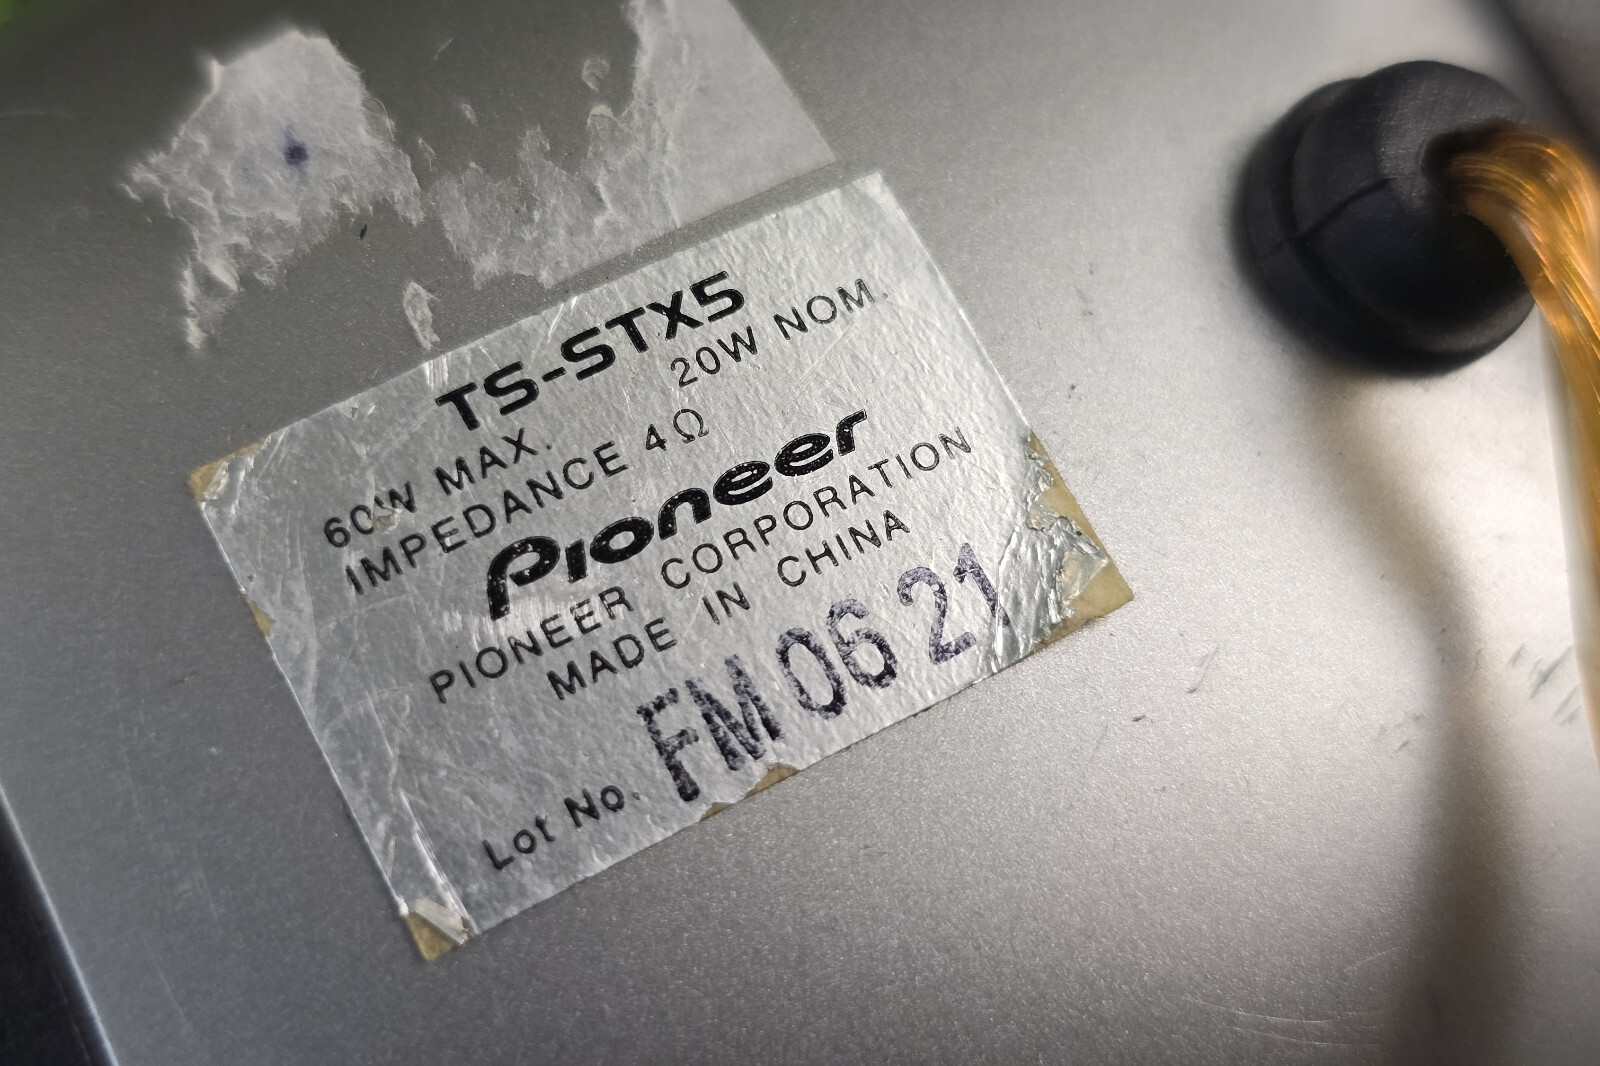 TS-STX5
60W MAX. 20W NOM.
IMPEDANCE 4Ω
Pioneer
PIONEER CORPORATION
MADE IN CHINA
Lot No. FM 06 21